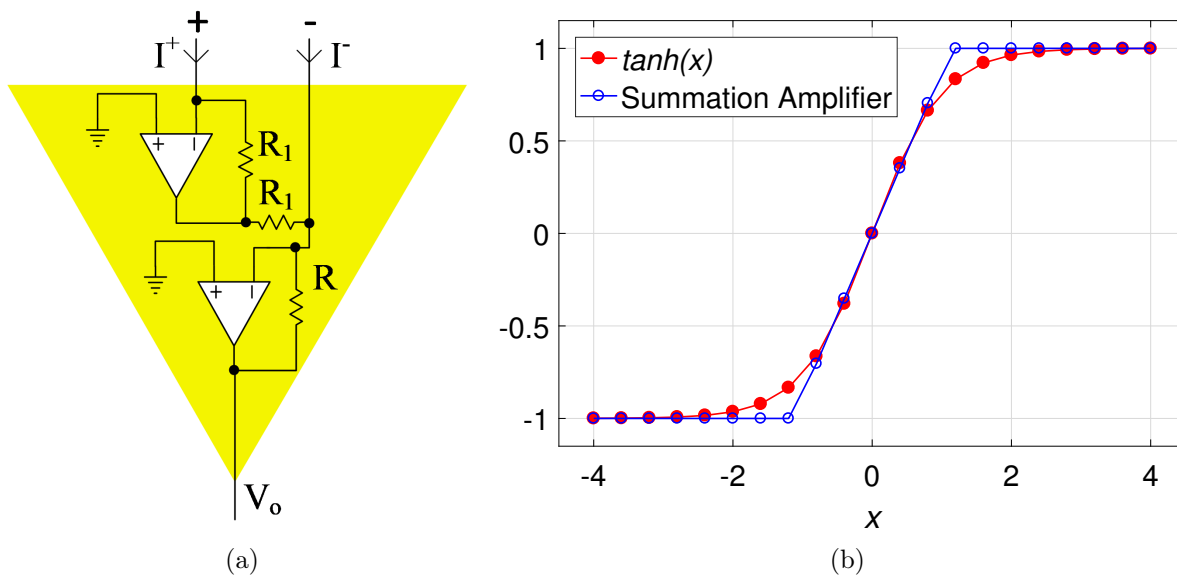 + -
I⁺ I⁻
+ −
R₁
R₁
+ −
R
Vₒ
(a)
tanh(x)
Summation Amplifier
1
0.5
0
-0.5
-1
-4 -2 0 2 4
x
(b)